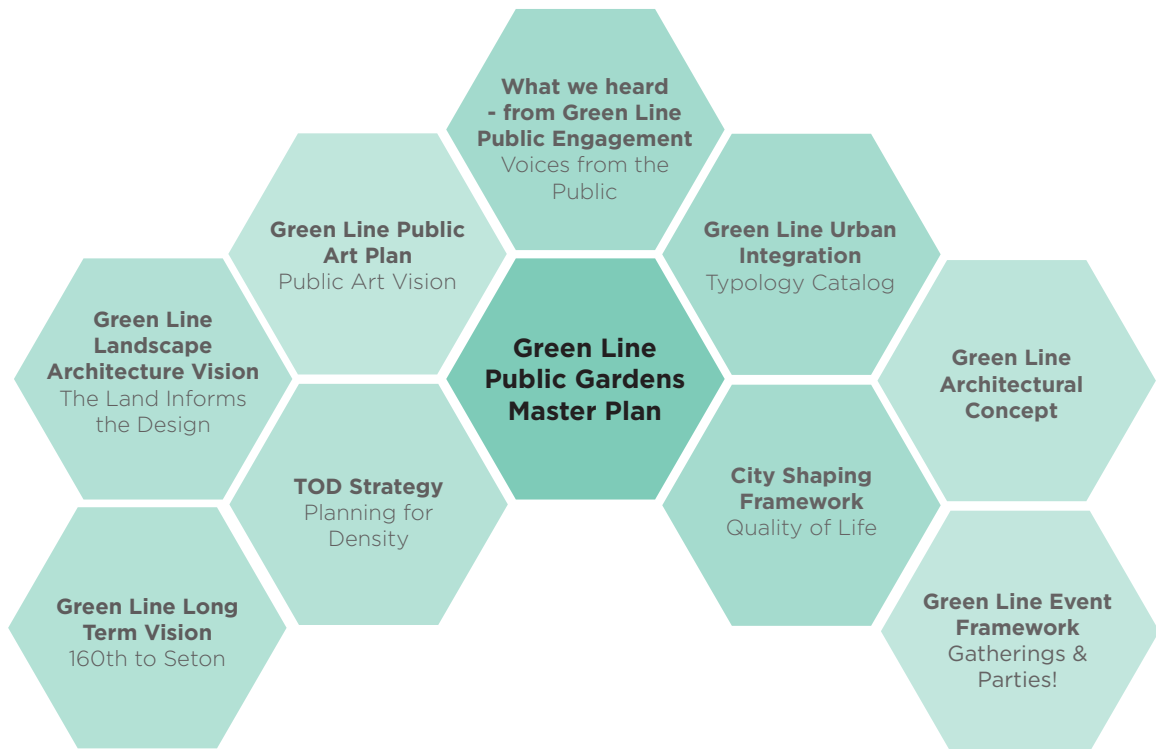 What we heard
- from Green Line
Public Engagement
Voices from the
Public
Green Line Public
Art Plan
Public Art Vision
Green Line Urban
Integration
Typology Catalog
Green Line
Landscape
Architecture Vision
The Land Informs
the Design
Green Line
Public Gardens
Master Plan
Green Line
Architectural
Concept
TOD Strategy
Planning for
Density
City Shaping
Framework
Quality of Life
Green Line Long
Term Vision
160th to Seton
Green Line Event
Framework
Gatherings &
Parties!